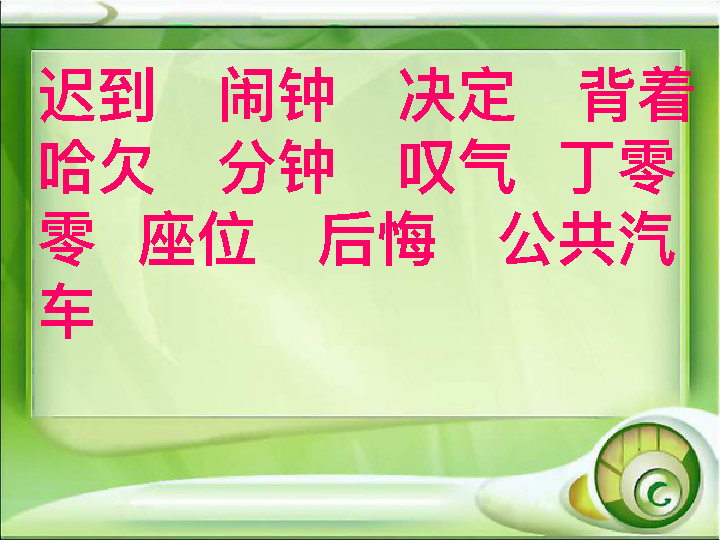 迟到 闹钟 决定 背着
哈欠 分钟 叹气 丁零
零 座位 后悔 公共汽
车